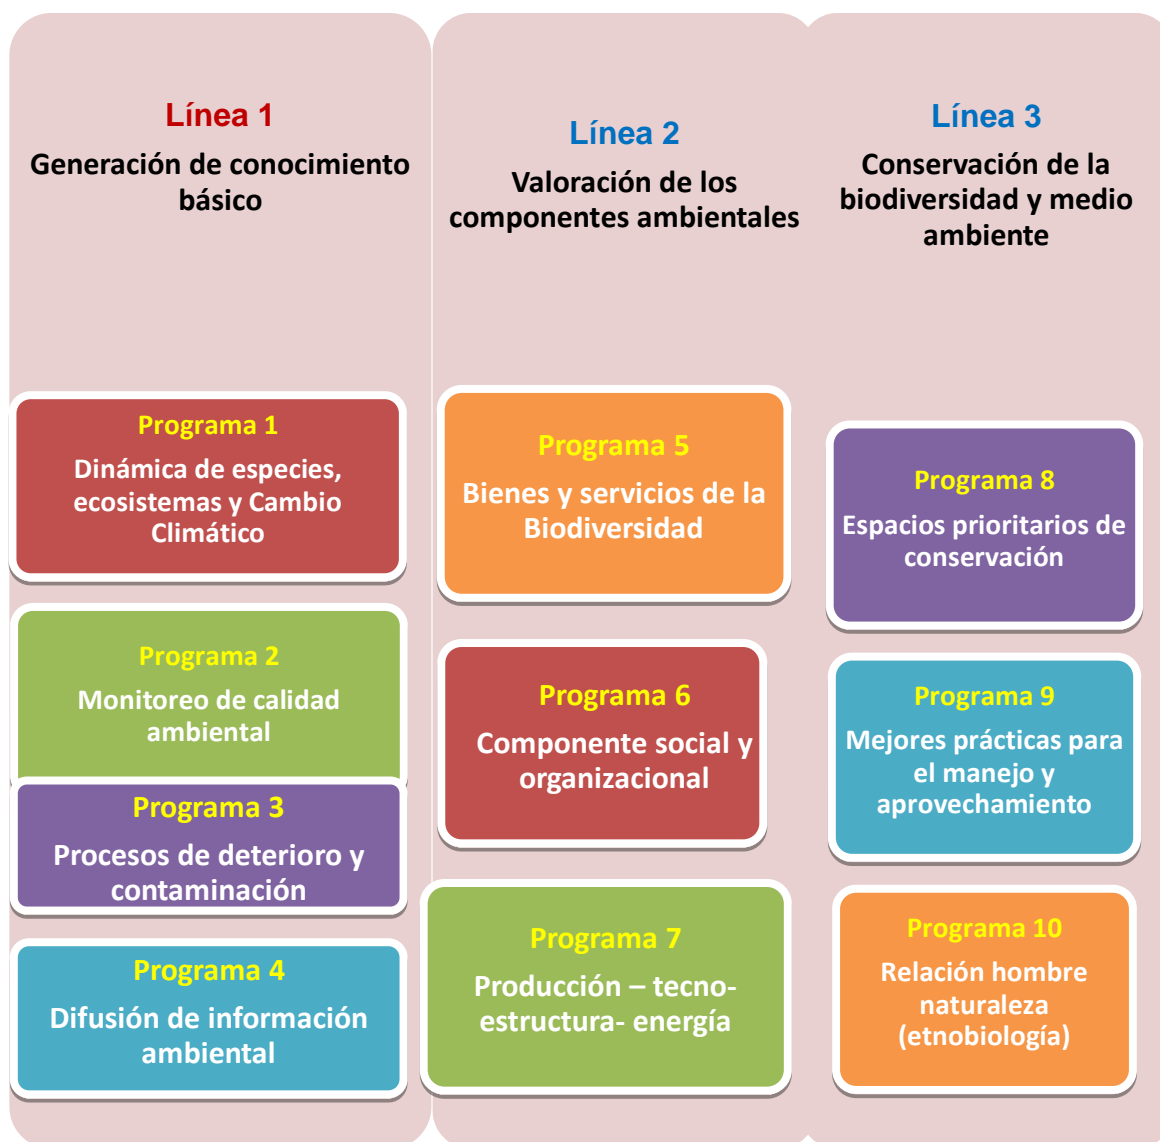 Línea 1
Generación de conocimiento
básico
Programa 1
Dinámica de especies,
ecosistemas y Cambio
Climático
Programa 2
Monitoreo de calidad
ambiental
Programa 3
Procesos de deterioro y
contaminación
Programa 4
Difusión de información
ambiental
Línea 2
Valoración de los
componentes ambientales
Programa 5
Bienes y servicios de la
Biodiversidad
Programa 6
Componente social y
organizacional
Programa 7
Producción – tecno-
estructura- energía
Línea 3
Conservación de la
biodiversidad y medio
ambiente
Programa 8
Espacios prioritarios de
conservación
Programa 9
Mejores prácticas para
el manejo y
aprovechamiento
Programa 10
Relación hombre
naturaleza
(etnobiología)